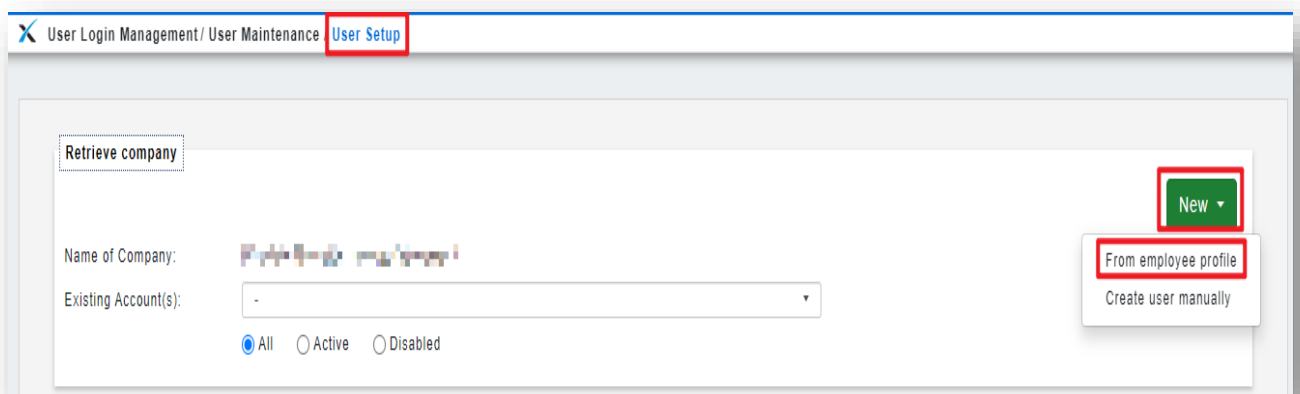 User Login Management / User Maintenance / User Setup
Retrieve company
New
Name of Company:
From employee profile
Existing Account(s):
-
Create user manually
All
Active
Disabled